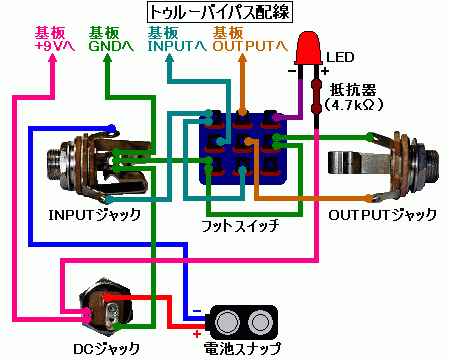 トゥルーバイパス配線
基板
+9Vへ
基板
GNDへ
基板
INPUTへ
基板
OUTPUTへ
LED
- +
抵抗器
(4.7kΩ)
INPUTジャック
フットスイッチ
OUTPUTジャック
-
+
DCジャック
電池スナップ